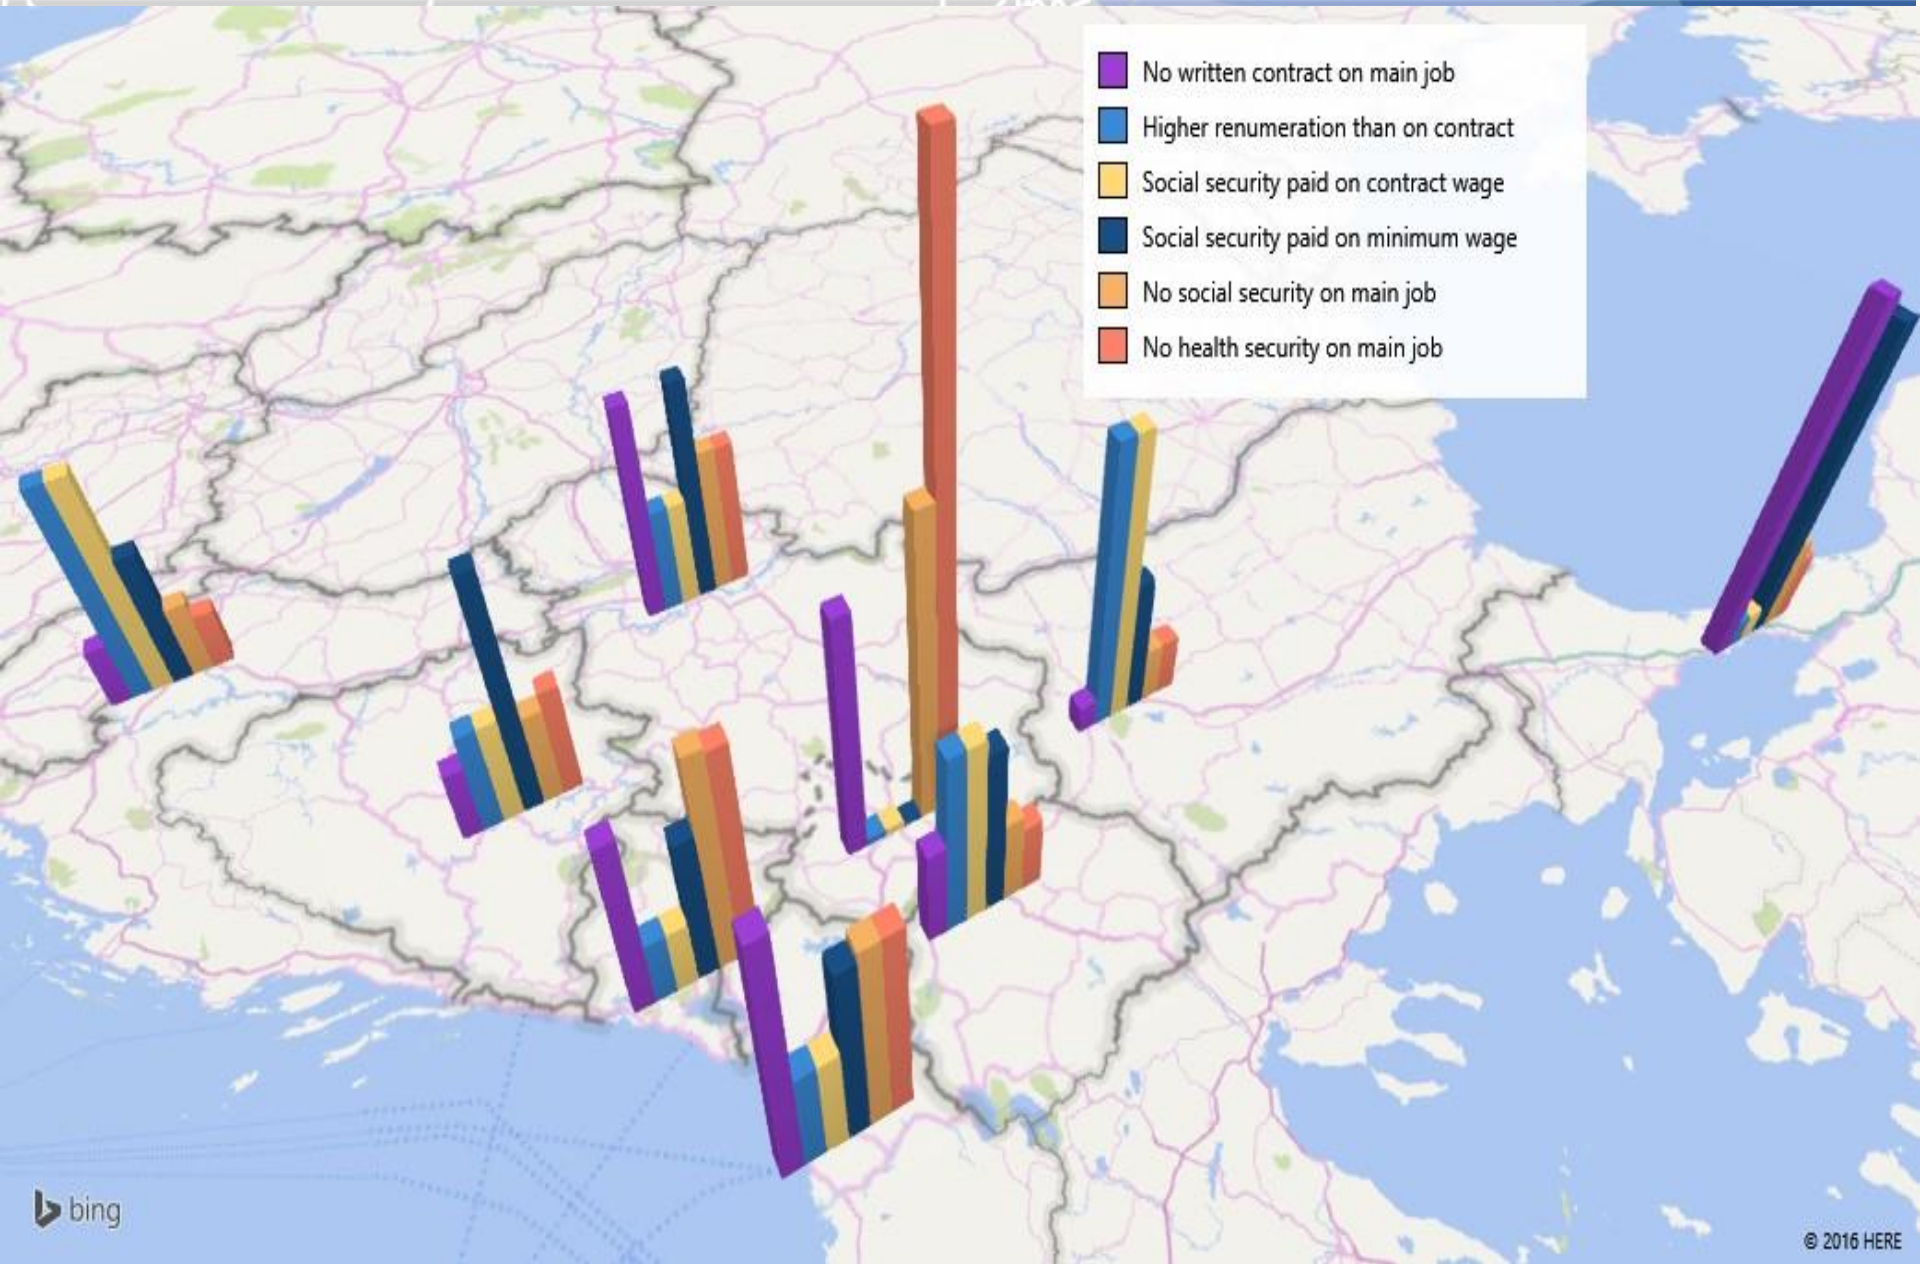 No written contract on main job
Higher renumeration than on contract
Social security paid on contract wage
Social security paid on minimum wage
No social security on main job
No health security on main job
bing
© 2016 HERE